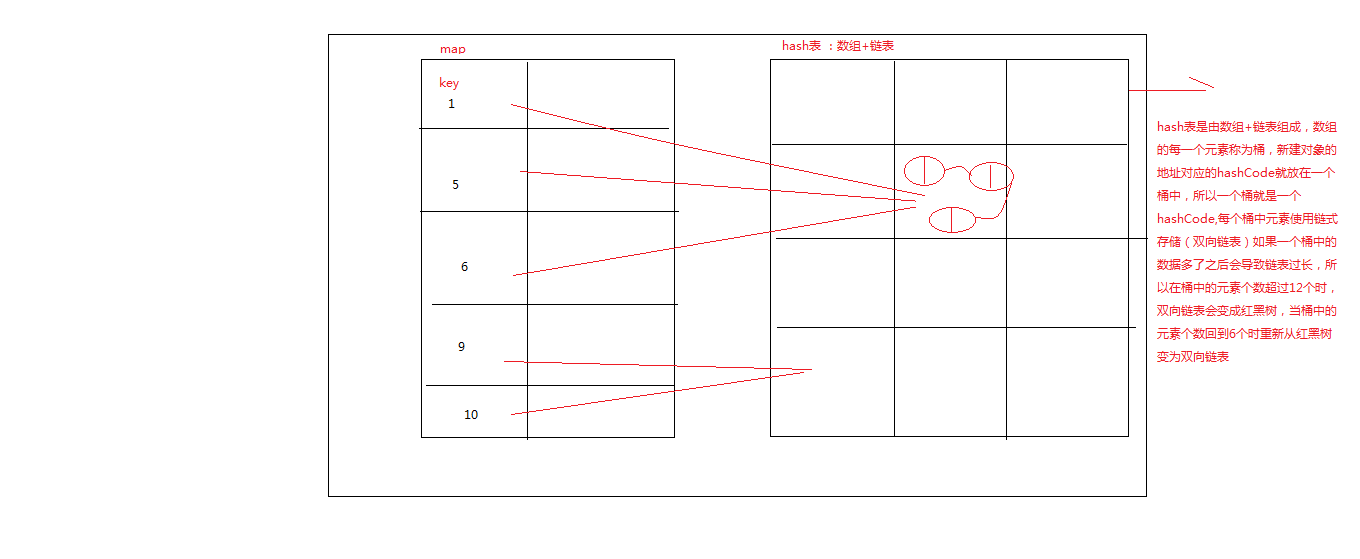 map
key
1
5
6
9
10
hash表 ：数组+链表
hash表是由数组+链表组成，数组
的每一个元素称为桶，新建对象的
地址对应的hashCode就放在一个
桶中，所以一个桶就是一个
hashCode,每个桶中元素使用链式
存储（双向链表）如果一个桶中的
数据多了之后会导致链表过长，所
以在桶中的元素个数超过12个时，
双向链表会变成红黑树，当桶中的
元素个数回到6个时重新从红黑树
变为双向链表